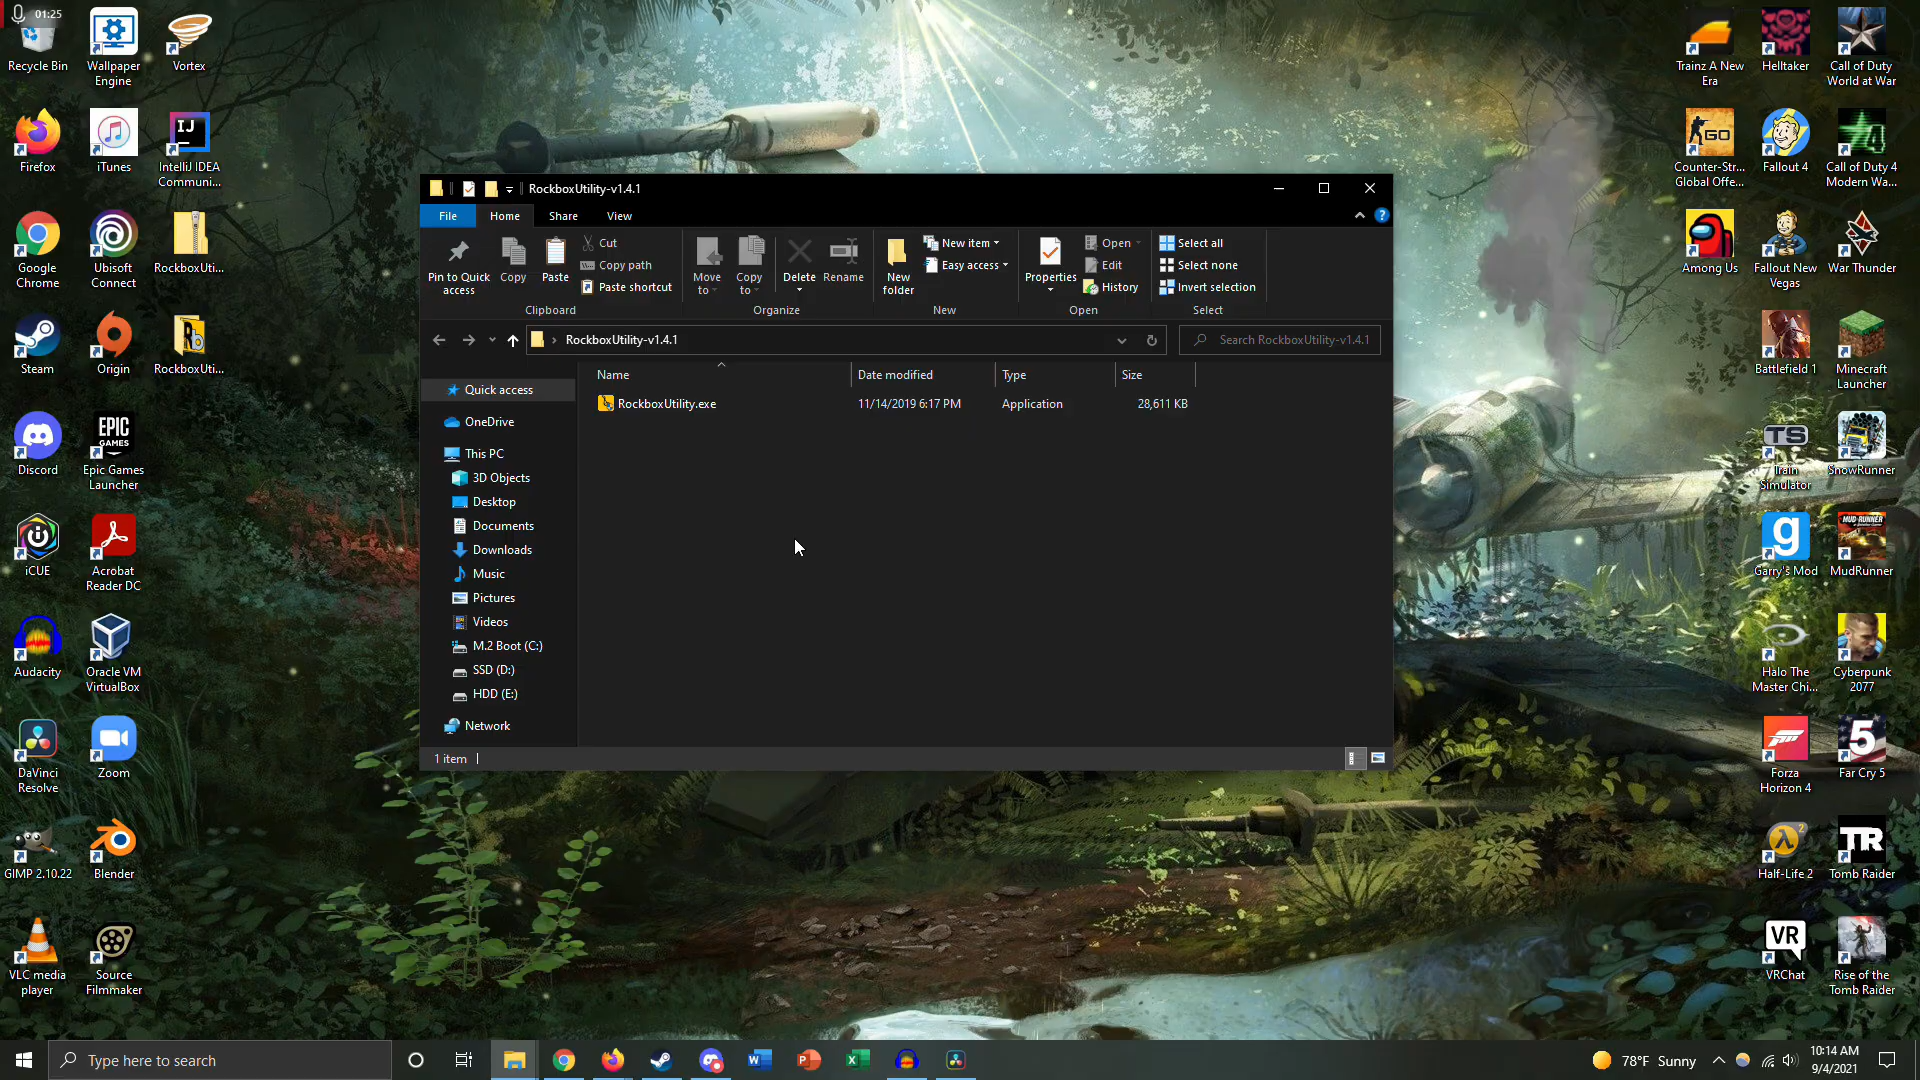 01:25
Recycle Bin
Wallpaper
Engine
Vortex
Firefox
iTunes
IJ
IntelliJ IDEA
Communi...
Google
Chrome
Ubisoft
Connect
RockboxUti...
Steam
Origin
RockboxUti...
Discord
EPIC
GAMES
Epic Games
Launcher
iCUE
Acrobat
Reader DC
Audacity
Oracle VM
VirtualBox
DaVinci
Resolve
Zoom
GIMP 2.10.22
Blender
VLC media
player
Source
Filmmaker
RockboxUtility-v1.4.1
File
Home
Share
View
Pin to Quick
access
Copy
Paste
Cut
Copy path
Paste shortcut
Clipboard
Move
to
Copy
to
Delete
Rename
Organize
New
folder
New item
Easy access
New
Properties
Open
Edit
History
Open
Select all
Select none
Invert selection
Select
RockboxUtility-v1.4.1
Search RockboxUtility-v1.4.1
Name
Date modified
Type
Size
RockboxUtility.exe
11/14/2019 6:17 PM
Application
28,611 KB
Quick access
OneDrive
This PC
3D Objects
Desktop
Documents
Downloads
Music
Pictures
Videos
M.2 Boot (C:)
SSD (D:)
HDD (E:)
Network
1 item
Trainz A New
Era
Helltaker
Call of Duty
World at War
GO
Counter-Str...
Global Offe...
Fallout 4
4
Call of Duty 4
Modern Wa...
Among Us
Fallout New
Vegas
War Thunder
Battlefield 1
Minecraft
Launcher
TS
Train
Simulator
SnowRunner
g
Garry's Mod
MUDRUNNER
MudRunner
Halo The
Master Chi...
Cyberpunk
2077
Forza
Horizon 4
5
Far Cry 5
Half-Life 2
TR
Tomb Raider
VR
VRChat
Rise of the
Tomb Raider
Type here to search
78°F Sunny
10:14 AM
9/4/2021